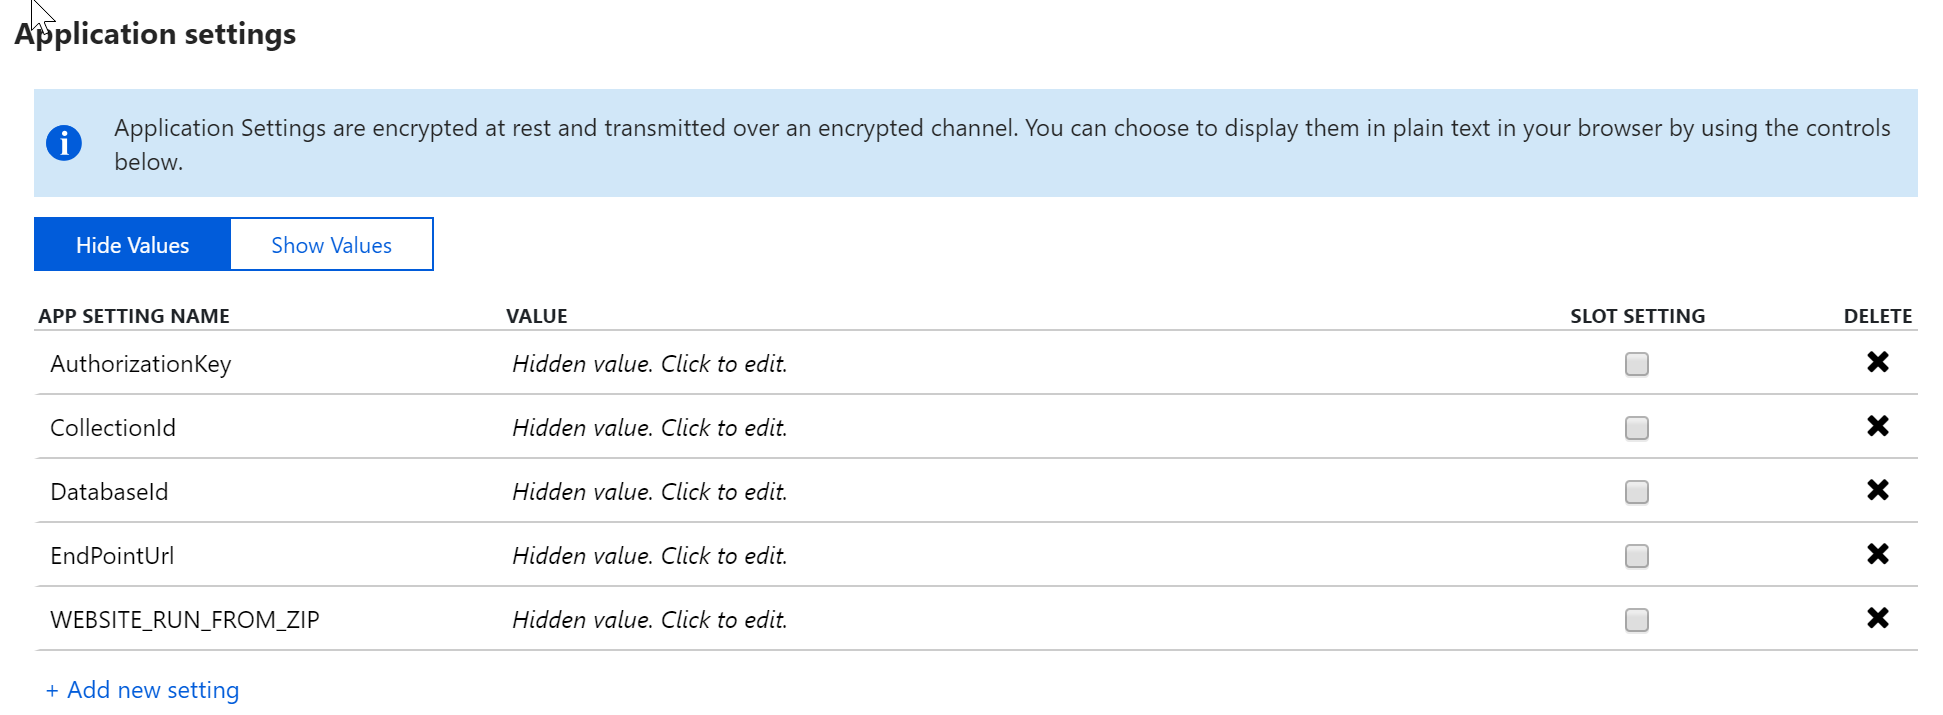 Application settings
Application Settings are encrypted at rest and transmitted over an encrypted channel. You can choose to display them in plain text in your browser by using the controls
below.
Hide Values Show Values
APP SETTING NAME VALUE SLOT SETTING DELETE
AuthorizationKey Hidden value. Click to edit.
CollectionId Hidden value. Click to edit.
DatabaseId Hidden value. Click to edit.
EndPointUrl Hidden value. Click to edit.
WEBSITE_RUN_FROM_ZIP Hidden value. Click to edit.
+ Add new setting